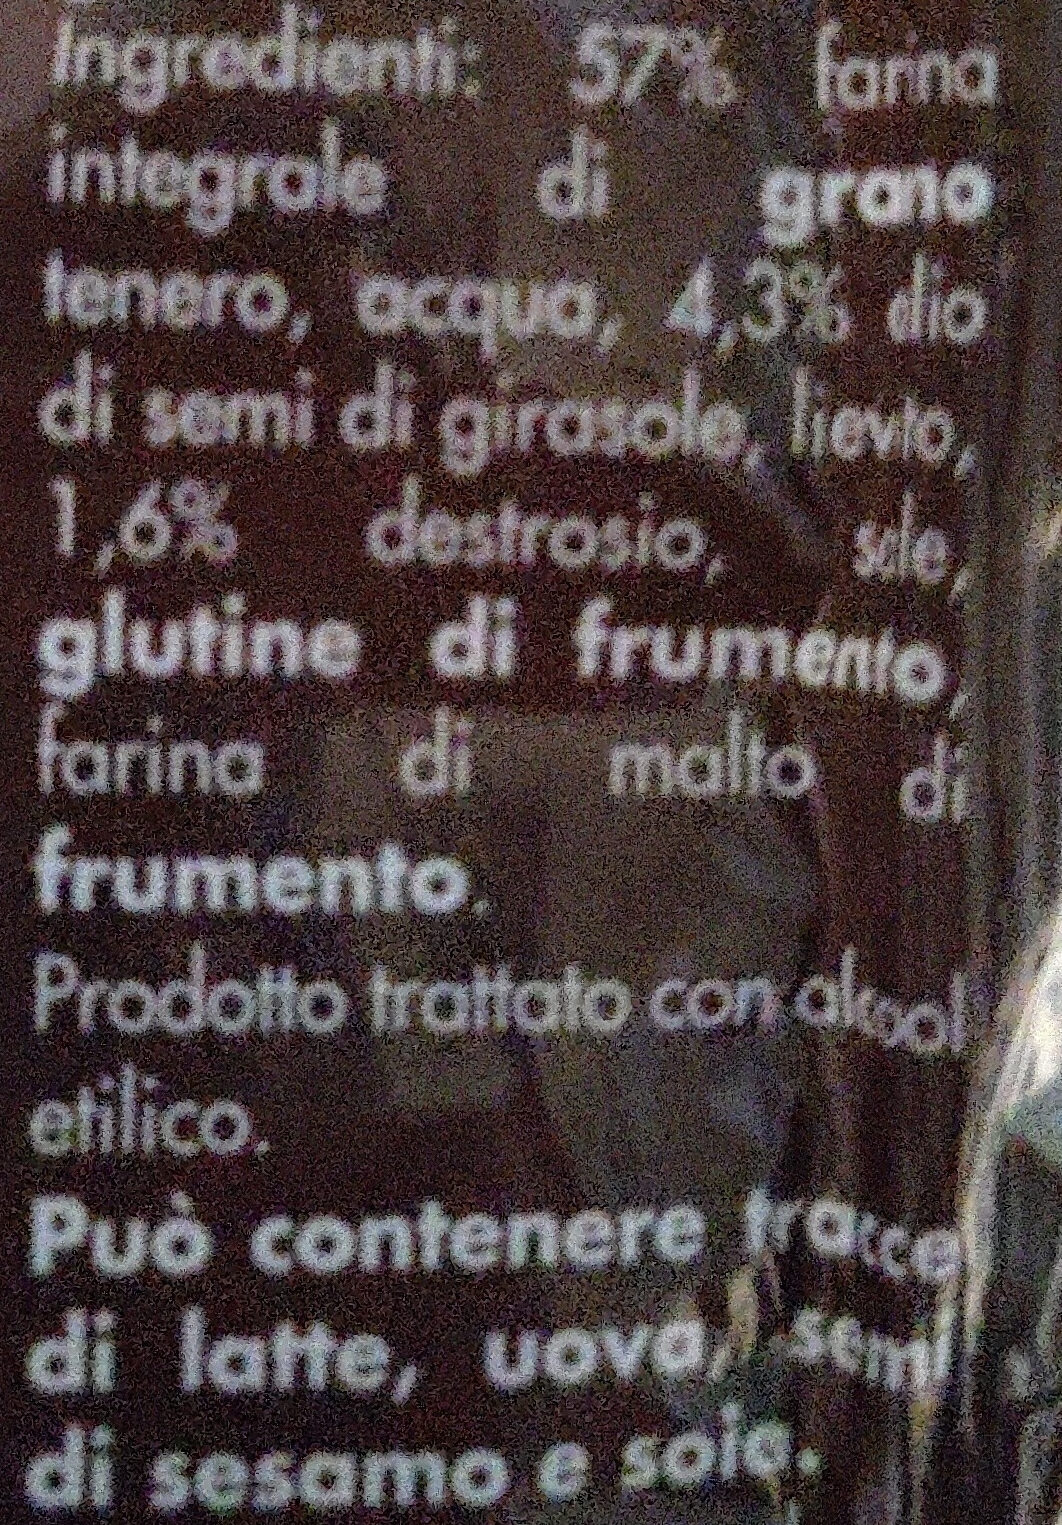 Ingredienti: 57% farina
integrale di grano
tenero, acqua, 4,3% olio
di semi di girasole, lievito,
1,6% destrosio, sale,
glutine di frumento,
farina di malto di
frumento.
Prodotto trattato con alcool
etilico.
Può contenere tracce
di latte, uova, semi
di sesamo e soia.